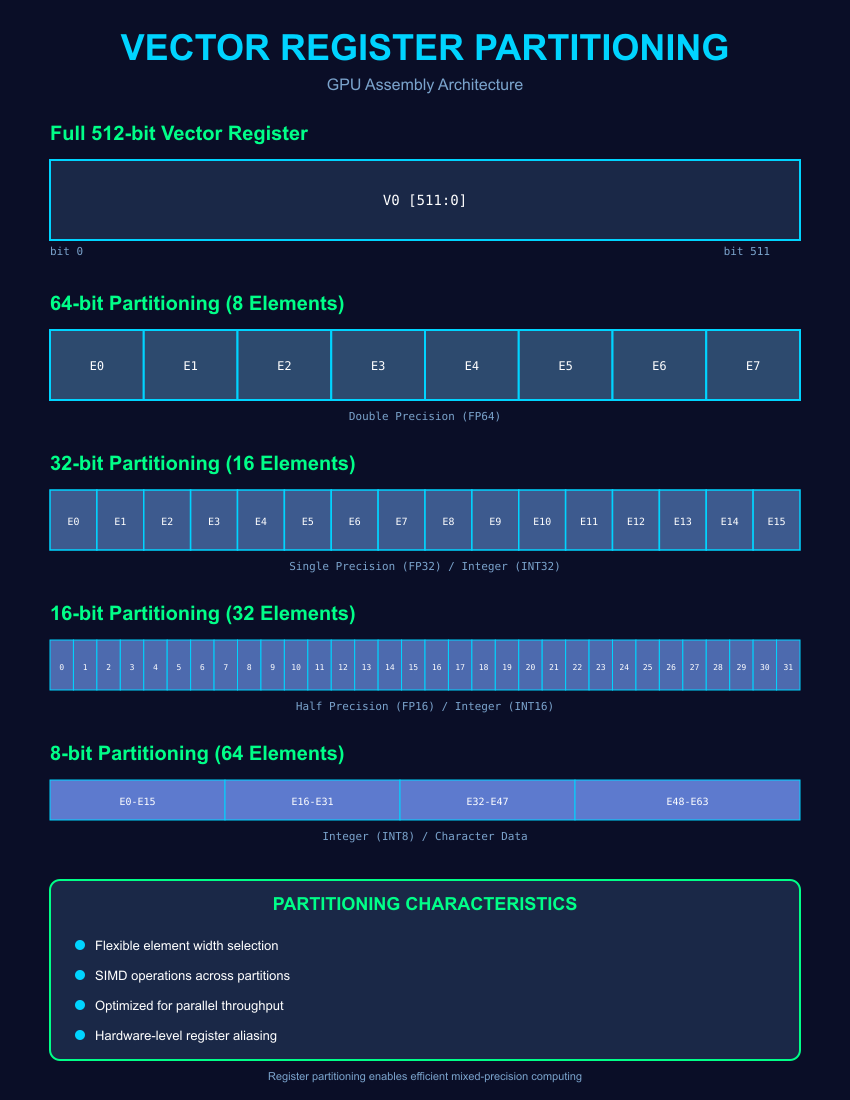 VECTOR REGISTER PARTITIONING
GPU Assembly Architecture
Full 512-bit Vector Register
V0 [511:0]
bit 0 bit 511
64-bit Partitioning (8 Elements)
E0 E1 E2 E3 E4 E5 E6 E7
Double Precision (FP64)
32-bit Partitioning (16 Elements)
E0 E1 E2 E3 E4 E5 E6 E7 E8 E9 E10 E11 E12 E13 E14 E15
Single Precision (FP32) / Integer (INT32)
16-bit Partitioning (32 Elements)
0 1 2 3 4 5 6 7 8 9 10 11 12 13 14 15 16 17 18 19 20 21 22 23 24 25 26 27 28 29 30 31
Half Precision (FP16) / Integer (INT16)
8-bit Partitioning (64 Elements)
E0-E15 E16-E31 E32-E47 E48-E63
Integer (INT8) / Character Data
PARTITIONING CHARACTERISTICS
Flexible element width selection
SIMD operations across partitions
Optimized for parallel throughput
Hardware-level register aliasing
Register partitioning enables efficient mixed-precision computing